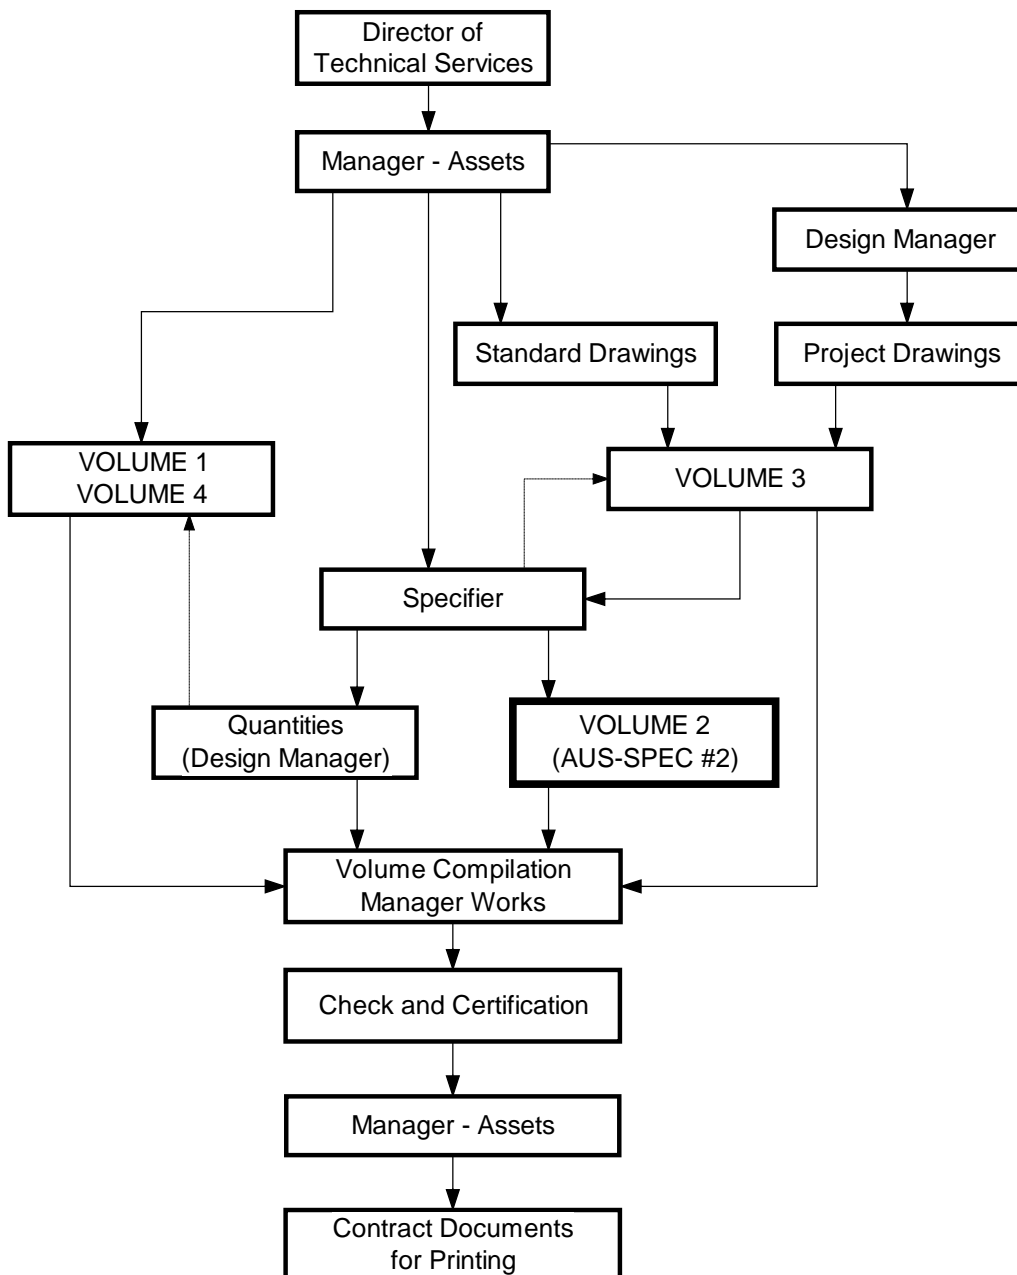 Director of
Technical Services
Manager - Assets
Design Manager
Standard Drawings
Project Drawings
VOLUME 1
VOLUME 4
VOLUME 3
Specifier
Quantities
(Design Manager)
VOLUME 2
(AUS-SPEC #2)
Volume Compilation
Manager Works
Check and Certification
Manager - Assets
Contract Documents
for Printing